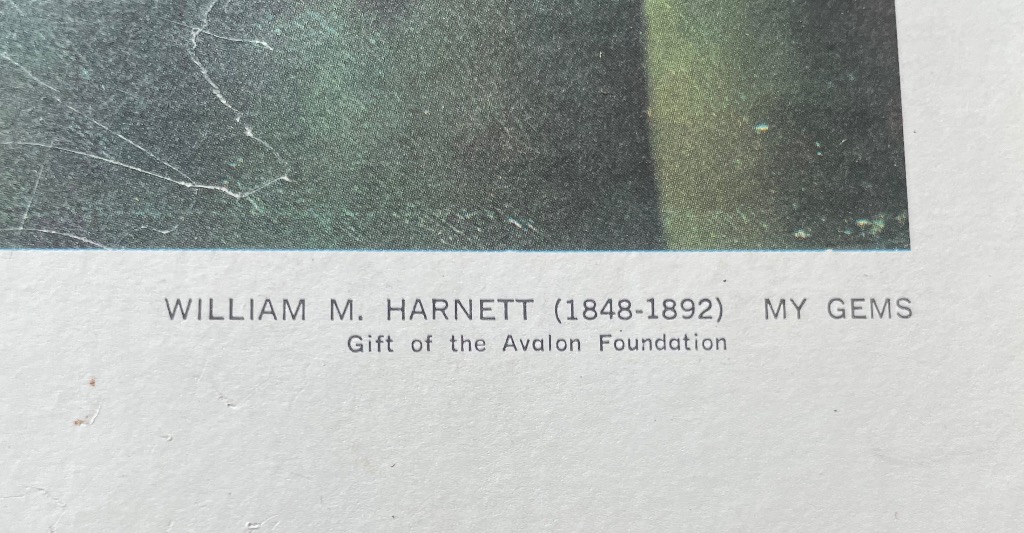 WILLIAM M. HARNETT (1848-1892) MY GEMS
Gift of the Avalon Foundation